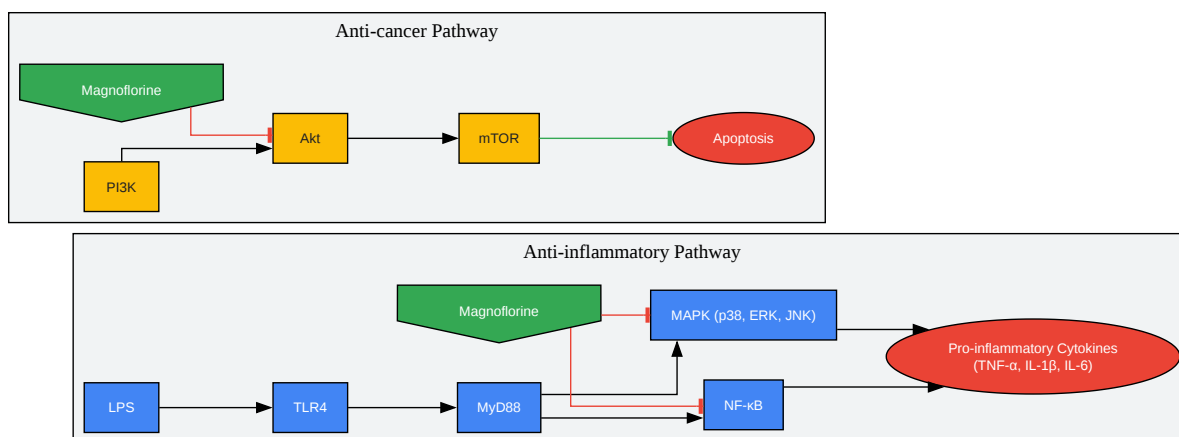 Anti-cancer Pathway
Magnoflorine
Akt
mTOR
Apoptosis
PI3K
Anti-inflammatory Pathway
Magnoflorine
MAPK (p38, ERK, JNK)
Pro-inflammatory Cytokines
(TNF-α, IL-1β, IL-6)
LPS
TLR4
MyD88
NF-κB